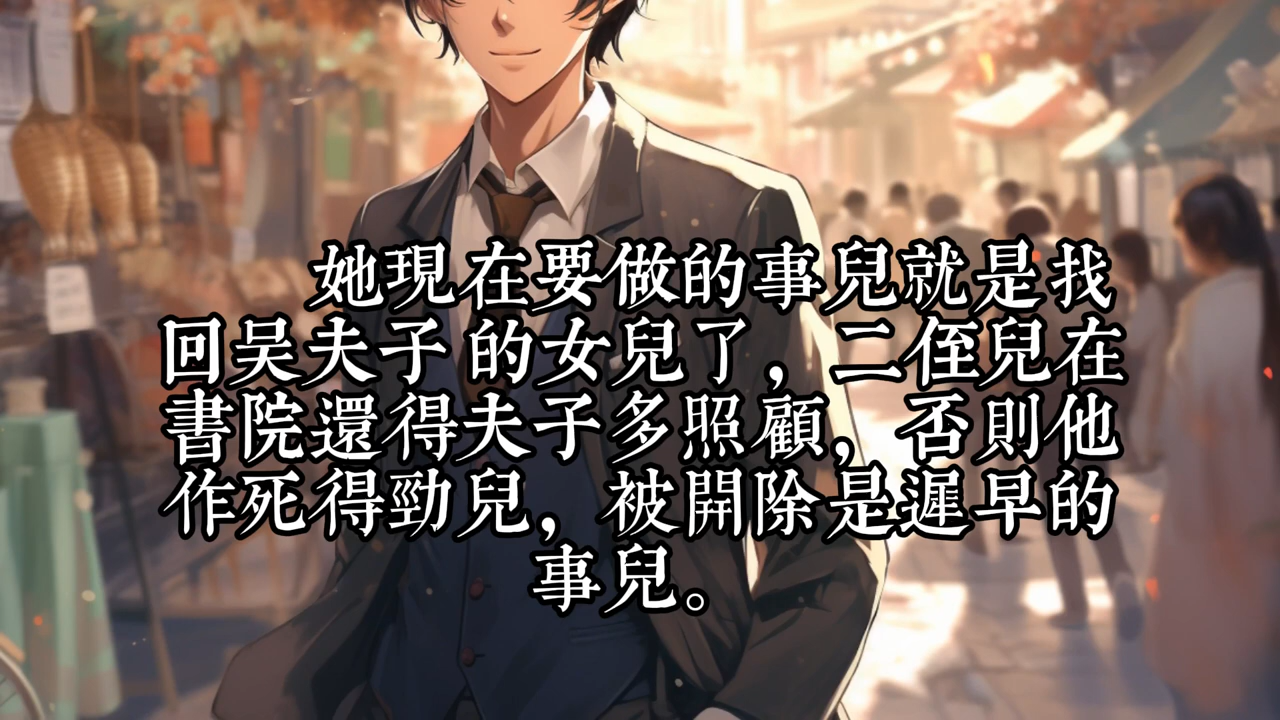 她現在要做的事兒就是找
回吴夫子的女兒了，二侄兒在
書院還得夫子多照顧，否則他
作死得勁兒，被開除是遲早的
事兒。